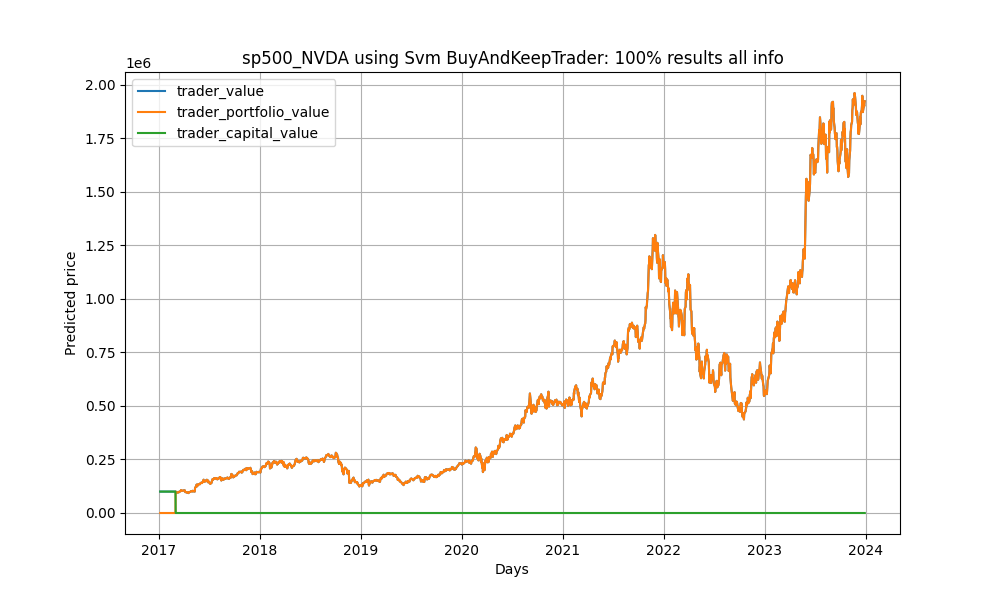 sp500_NVDA using Svm BuyAndKeepTrader: 100% results all info
1e6
trader_value
trader_portfolio_value
trader_capital_value
2.00
1.75
1.50
1.25
1.00
0.75
0.50
0.25
0.00
Predicted price
2017 2018 2019 2020 2021 2022 2023 2024
Days